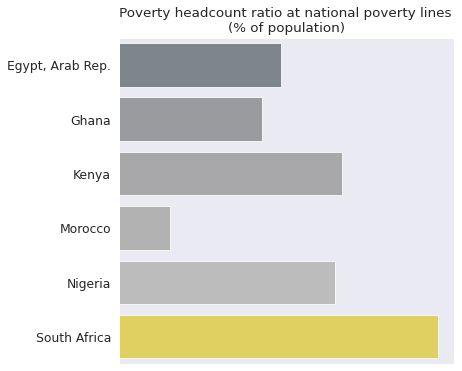 Poverty headcount ratio at national poverty lines
(% of population)
Egypt, Arab Rep.
Ghana
Kenya
Morocco
Nigeria
South Africa